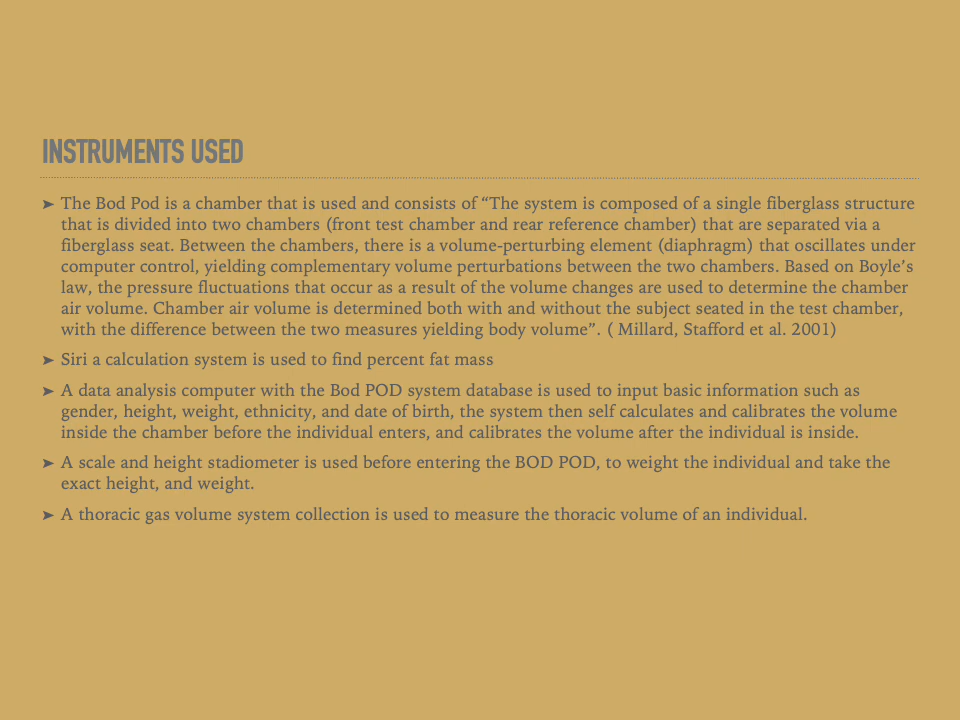 INSTRUMENTS USED
➤ The Bod Pod is a chamber that is used and consists of “The system is composed of a single fiberglass structure
that is divided into two chambers (front test chamber and rear reference chamber) that are separated via a
fiberglass seat. Between the chambers, there is a volume-perturbing element (diaphragm) that oscillates under
computer control, yielding complementary volume perturbations between the two chambers. Based on Boyle’s
law, the pressure fluctuations that occur as a result of the volume changes are used to determine the chamber
air volume. Chamber air volume is determined both with and without the subject seated in the test chamber,
with the difference between the two measures yielding body volume”. ( Millard, Stafford et al. 2001)
➤ Siri a calculation system is used to find percent fat mass
➤ A data analysis computer with the Bod POD system database is used to input basic information such as
gender, height, weight, ethnicity, and date of birth, the system then self calculates and calibrates the volume
inside the chamber before the individual enters, and calibrates the volume after the individual is inside.
➤ A scale and height stadiometer is used before entering the BOD POD, to weight the individual and take the
exact height, and weight.
➤ A thoracic gas volume system collection is used to measure the thoracic volume of an individual.